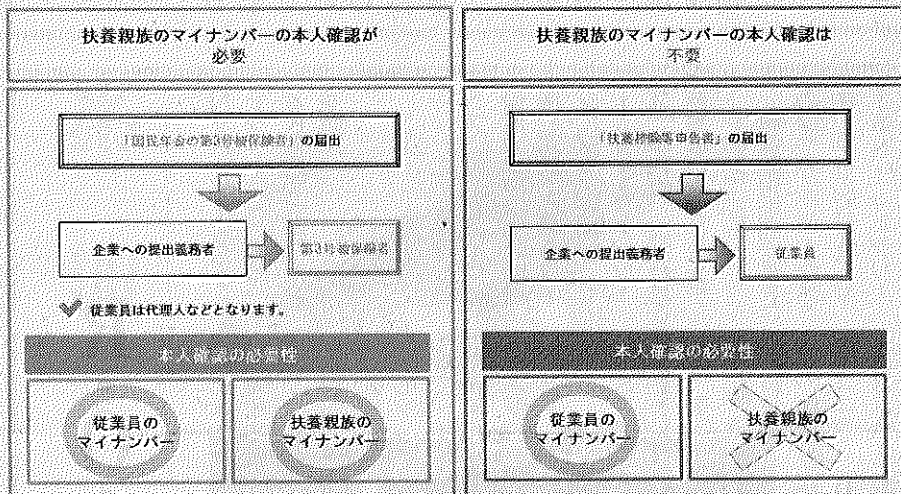 扶養親族のマイナンバーの本人確認が
必要
「国民年金の第3号被保険者」の届出
企業への提出義務者
第3号被保険者
従業員は代理人などとなります。
本人確認の必要性
従業員の
マイナンバー
扶養親族の
マイナンバー
扶養親族のマイナンバーの本人確認は
不要
「扶養控除等申告書」の届出
企業への提出義務者
従業員
本人確認の必要性
従業員の
マイナンバー
扶養親族の
マイナンバー